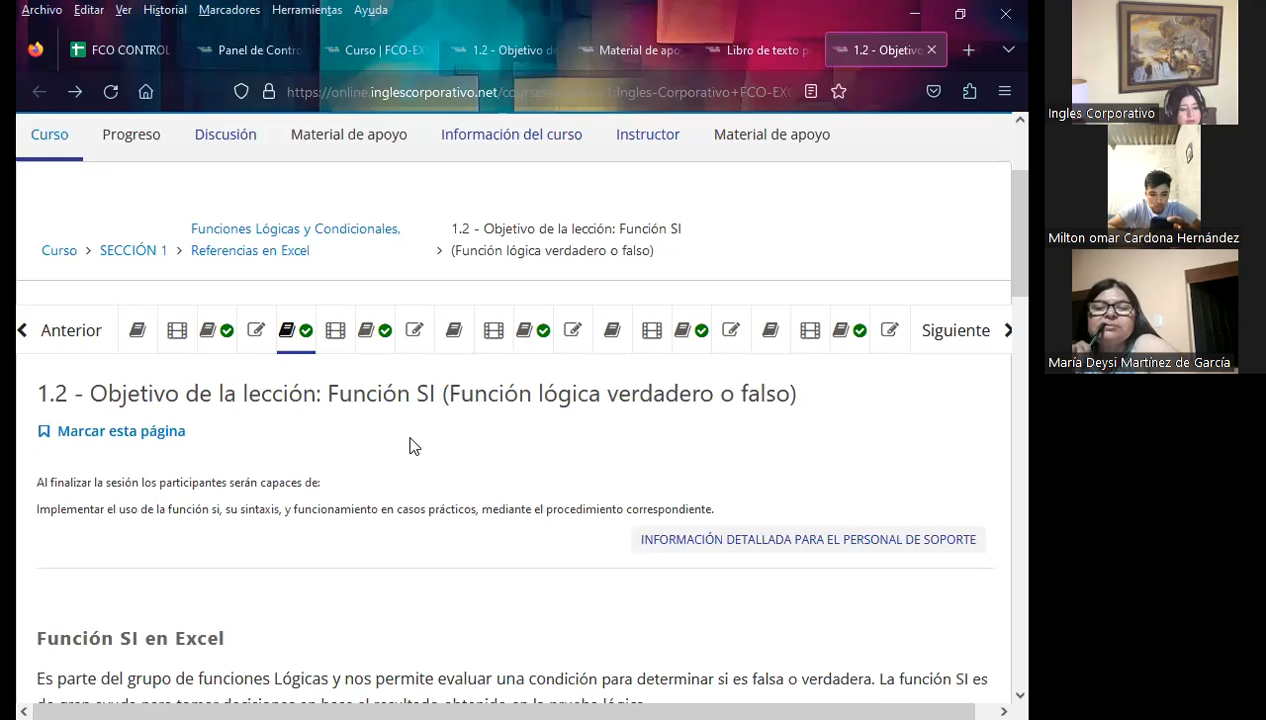 Archivo Editar Ver Historial Marcadores Herramientas Ayuda
FCO CONTROL Panel de Contro Curso | FCO-EX 1.2 - Objetivo de Material de apo Libro de texto p 1.2 - Objetivo
https://online.inglescorporativo.net/courses
Curso Progreso Discusión Material de apoyo Información del curso Instructor Material de apoyo
Curso > SECCIÓN 1 > Funciones Lógicas y Condicionales,
Referencias en Excel
> 1.2 - Objetivo de la lección: Función SI
(Función lógica verdadero o falso)
Anterior Siguiente
1.2 - Objetivo de la lección: Función SI (Función lógica verdadero o falso)
Marcar esta página
Al finalizar la sesión los participantes serán capaces de:
Implementar el uso de la función si, su sintaxis, y funcionamiento en casos prácticos, mediante el procedimiento correspondiente.
INFORMACIÓN DETALLADA PARA EL PERSONAL DE SOPORTE
Función SI en Excel
Es parte del grupo de funciones Lógicas y nos permite evaluar una condición para determinar si es falsa o verdadera. La función SI es
Ingles Corporativo
Milton omar Cardona Hernández
María Deysi Martínez de García